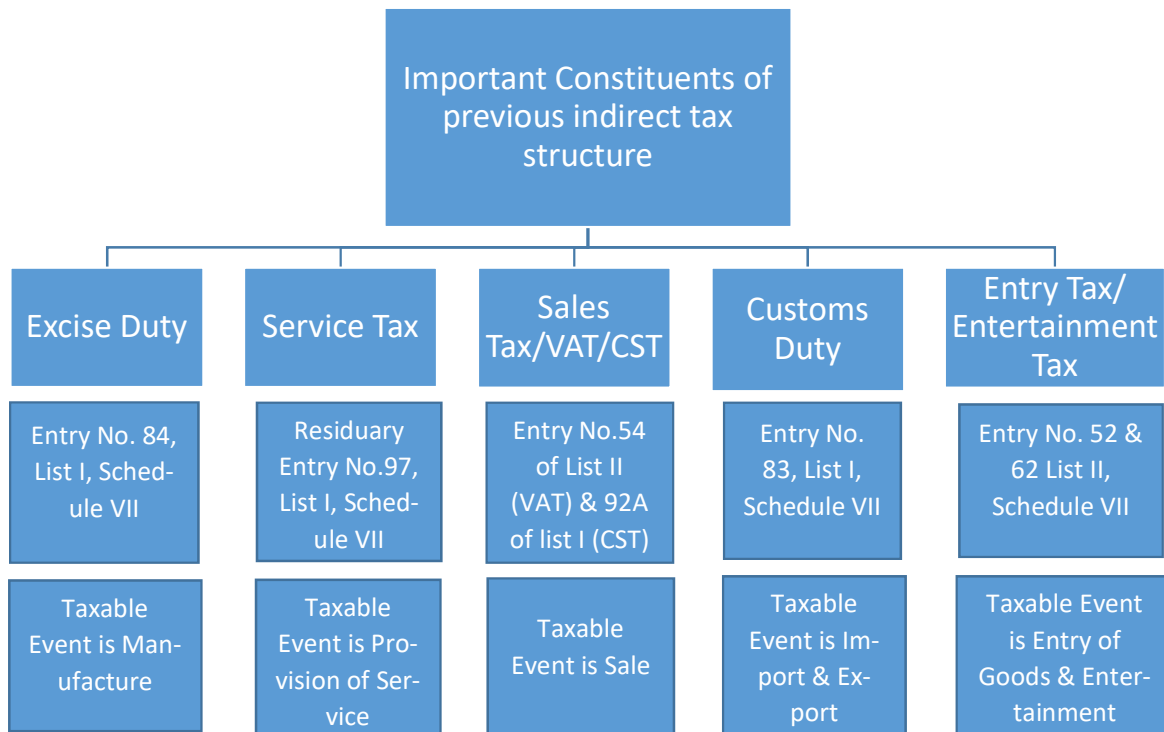 Important Constituents of
previous indirect tax
structure
Excise Duty
Service Tax
Sales
Tax/VAT/CST
Customs
Duty
Entry Tax/
Entertainment
Tax
Entry No. 84,
List I, Sched-
ule VII
Residuary
Entry No.97,
List I, Sched-
ule VII
Entry No.54
of List II
(VAT) & 92A
of list I (CST)
Entry No.
83, List I,
Schedule VII
Entry No. 52 &
62 List II,
Schedule VII
Taxable
Event is Man-
ufacture
Taxable
Event is Pro-
vision of Ser-
vice
Taxable
Event is Sale
Taxable
Event is Im-
port & Ex-
port
Taxable Event
is Entry of
Goods & Enter-
tainment